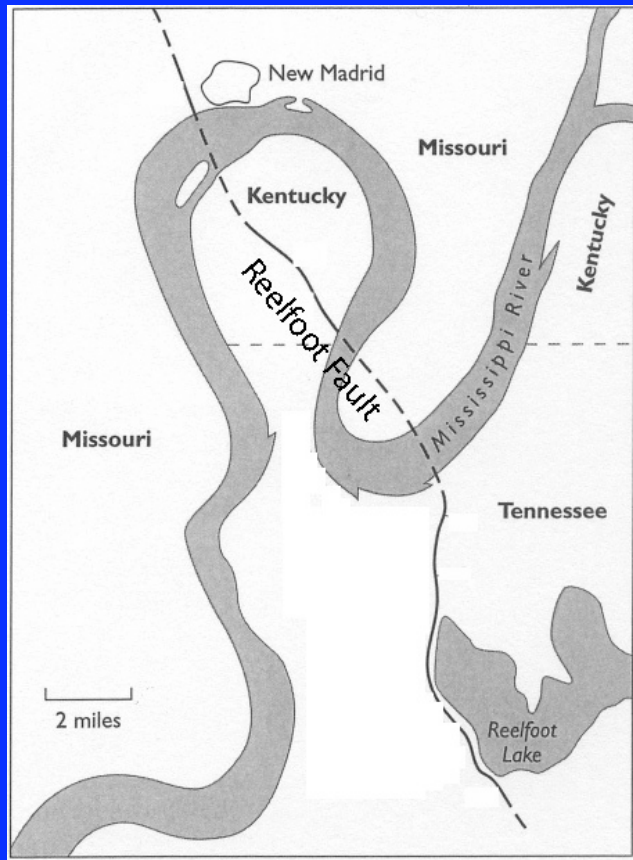 New Madrid
Missouri
Kentucky
Kentucky
Reelfoot Fault
Mississippi River
Missouri
Tennessee
2 miles
Reelfoot
Lake